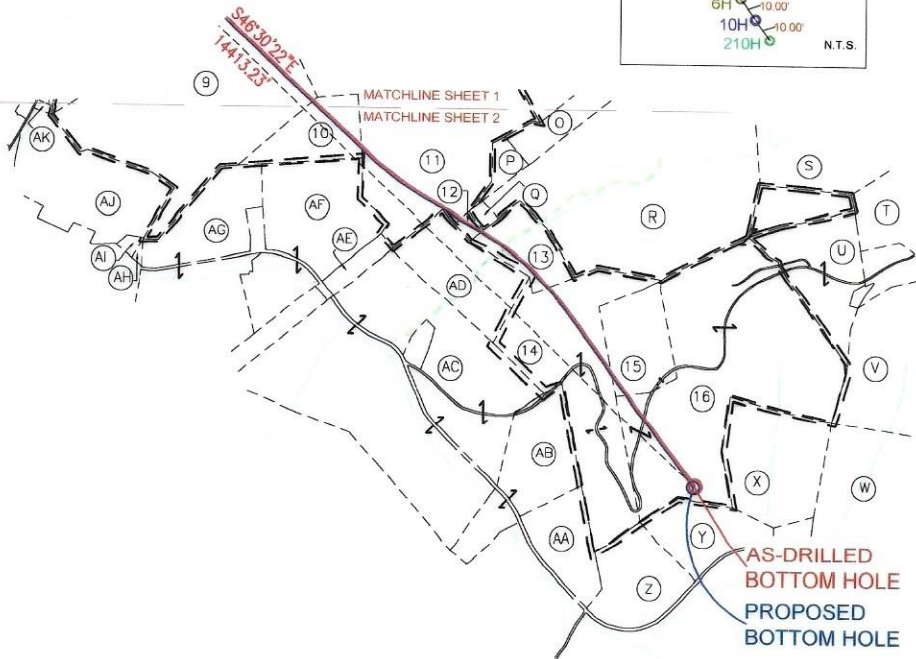 6H 10.00'
10H 10.00'
210H
N.T.S.
S46°30'22"E
14413.23'
9
MATCHLINE SHEET 1
MATCHLINE SHEET 2
AK
10
11
O
P
S
AJ
12
Q
T
AG
AF
R
AE
13
U
AI
AH
AD
14
15
V
AC
16
AB
X
W
AA
Y
Z
AS-DRILLED
BOTTOM HOLE
PROPOSED
BOTTOM HOLE